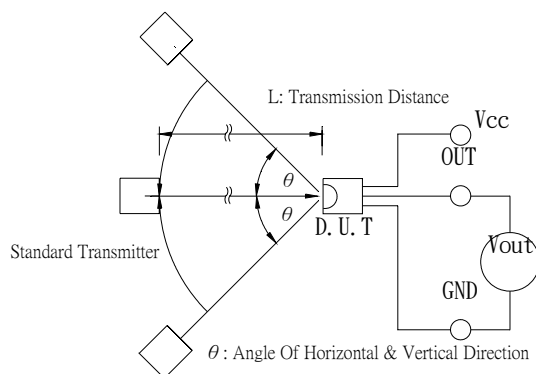 L: Transmission Distance
Vcc
OUT
θ
θ
D.U.T
Standard Transmitter
Vout
GND
θ : Angle Of Horizontal & Vertical Direction